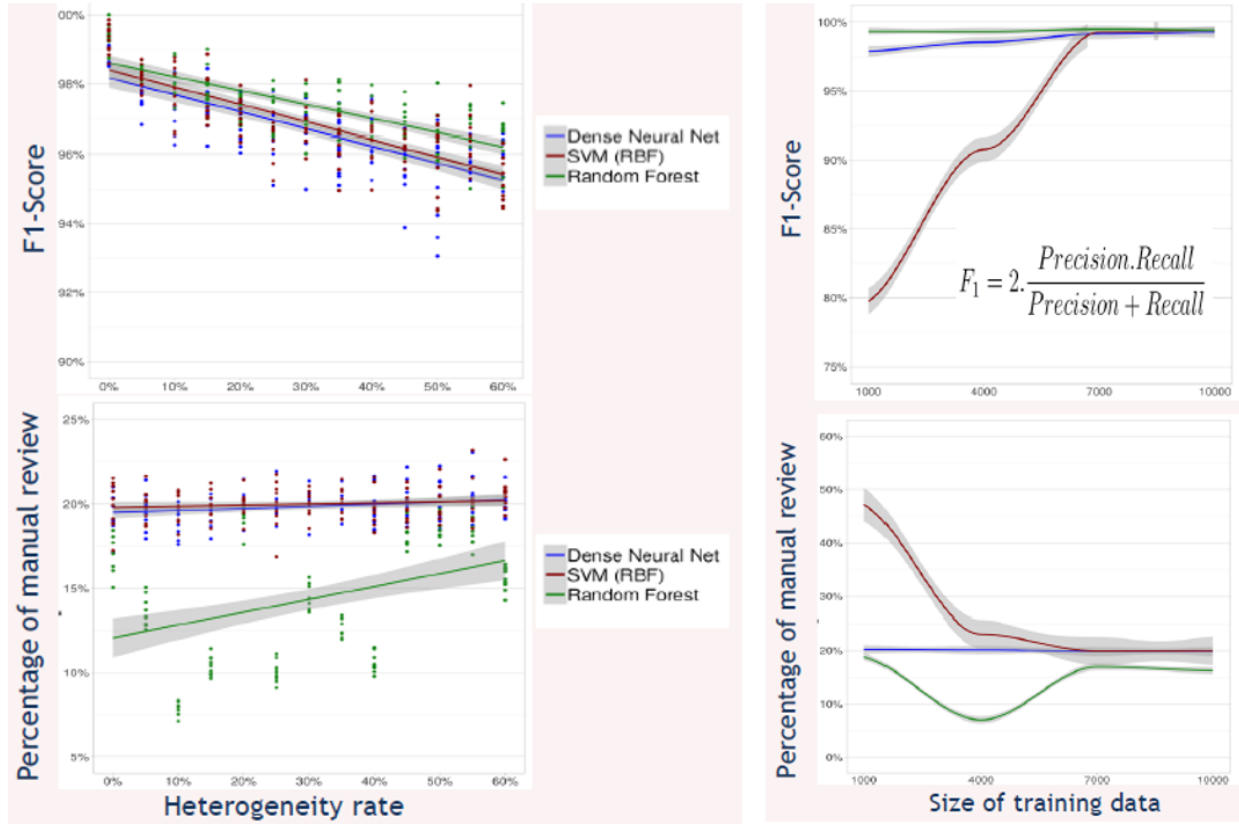 00%
98%
96%
94%
92%
90%
F1-Score
0% 10% 20% 30% 40% 50% 60%
Dense Neural Net
SVM (RBF)
Random Forest
25%
20%
15%
10%
5%
Percentage of manual review
0% 10% 20% 30% 40% 50% 60%
Heterogeneity rate
Dense Neural Net
SVM (RBF)
Random Forest
100%
95%
90%
85%
80%
75%
F1-Score
F₁ = 2. Precision.Recall / Precision + Recall
1000 4000 7000 10000
60%
50%
40%
30%
20%
10%
0%
Percentage of manual review
1000 4000 7000 10000
Size of training data